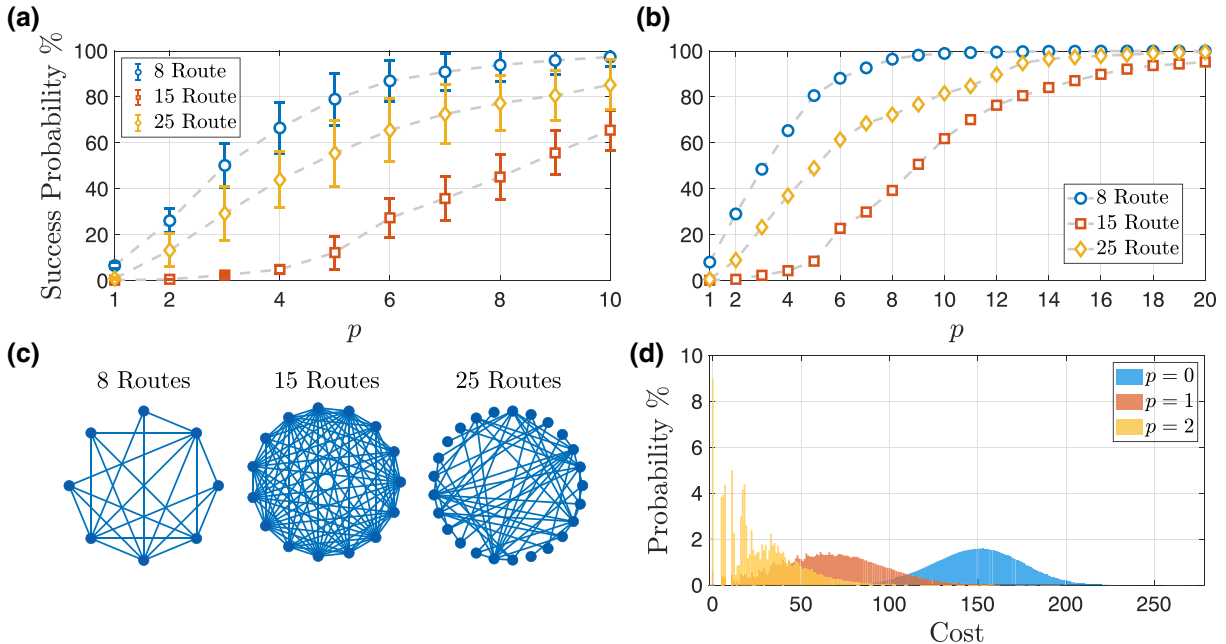 (a)
Success Probability %
100
80
60
40
20
0
8 Route
15 Route
25 Route
1 2 4 6 8 10
p
(b)
100
80
60
40
20
0
8 Route
15 Route
25 Route
1 2 4 6 8 10 12 14 16 18 20
p
(c)
8 Routes 15 Routes 25 Routes
(d)
Probability %
10
8
6
4
2
0
p = 0
p = 1
p = 2
0 50 100 150 200 250
Cost